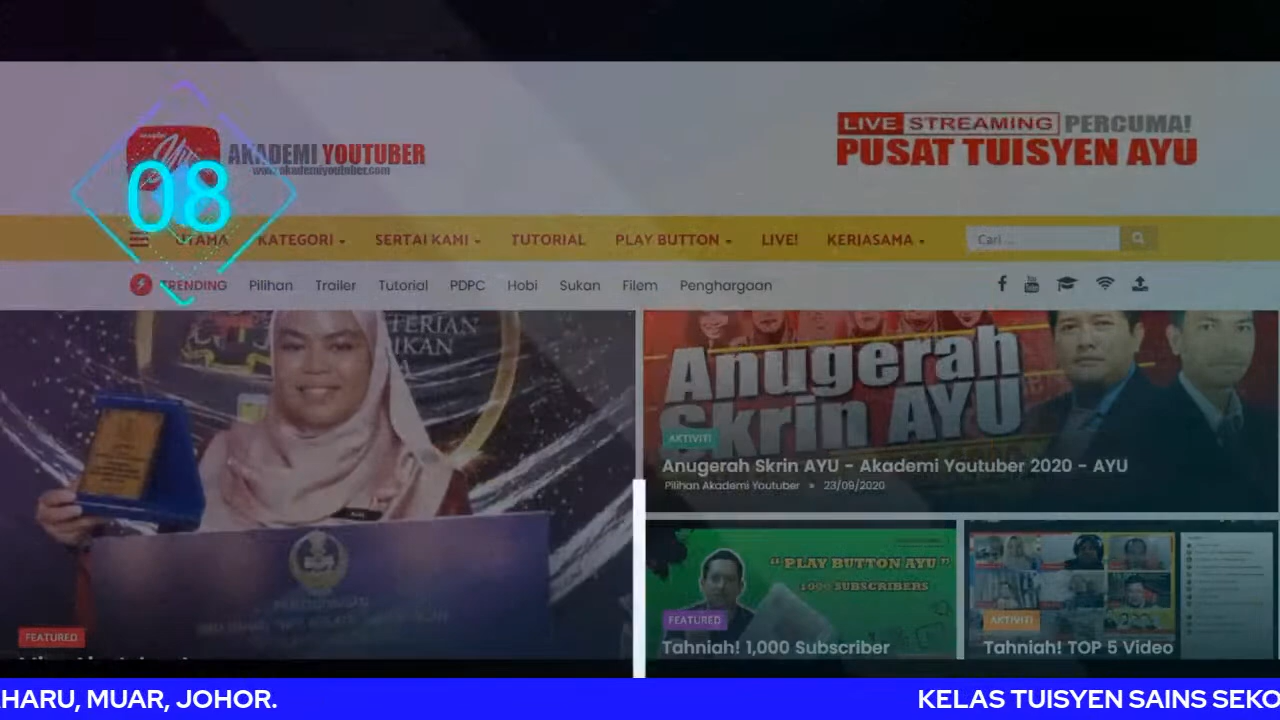 08
AKADEMI YOUTUBER
www.akademiyoutuber.com
LIVE STREAMING PERCUMA!
PUSAT TUISYEN AYU
UTAMA KATEGORI SERTAI KAMI TUTORIAL PLAY BUTTON LIVE! KERJASAMA Cari ...
TRENDING Pilihan Trailer Tutorial PDPC Hobi Sukan Filem Penghargaan
Anugerah
Skrin AYU
AKTIVITI
Anugerah Skrin AYU - Akademi Youtuber 2020 - AYU
Pilihan Akademi Youtuber 23/09/2020
"PLAY BUTTON AYU"
1000 SUBSCRIBERS
FEATURED
Tahniah! 1,000 Subscriber
AKTIVITI
Tahniah! TOP 5 Video
FEATURED
HARU, MUAR, JOHOR. KELAS TUISYEN SAINS SEKO